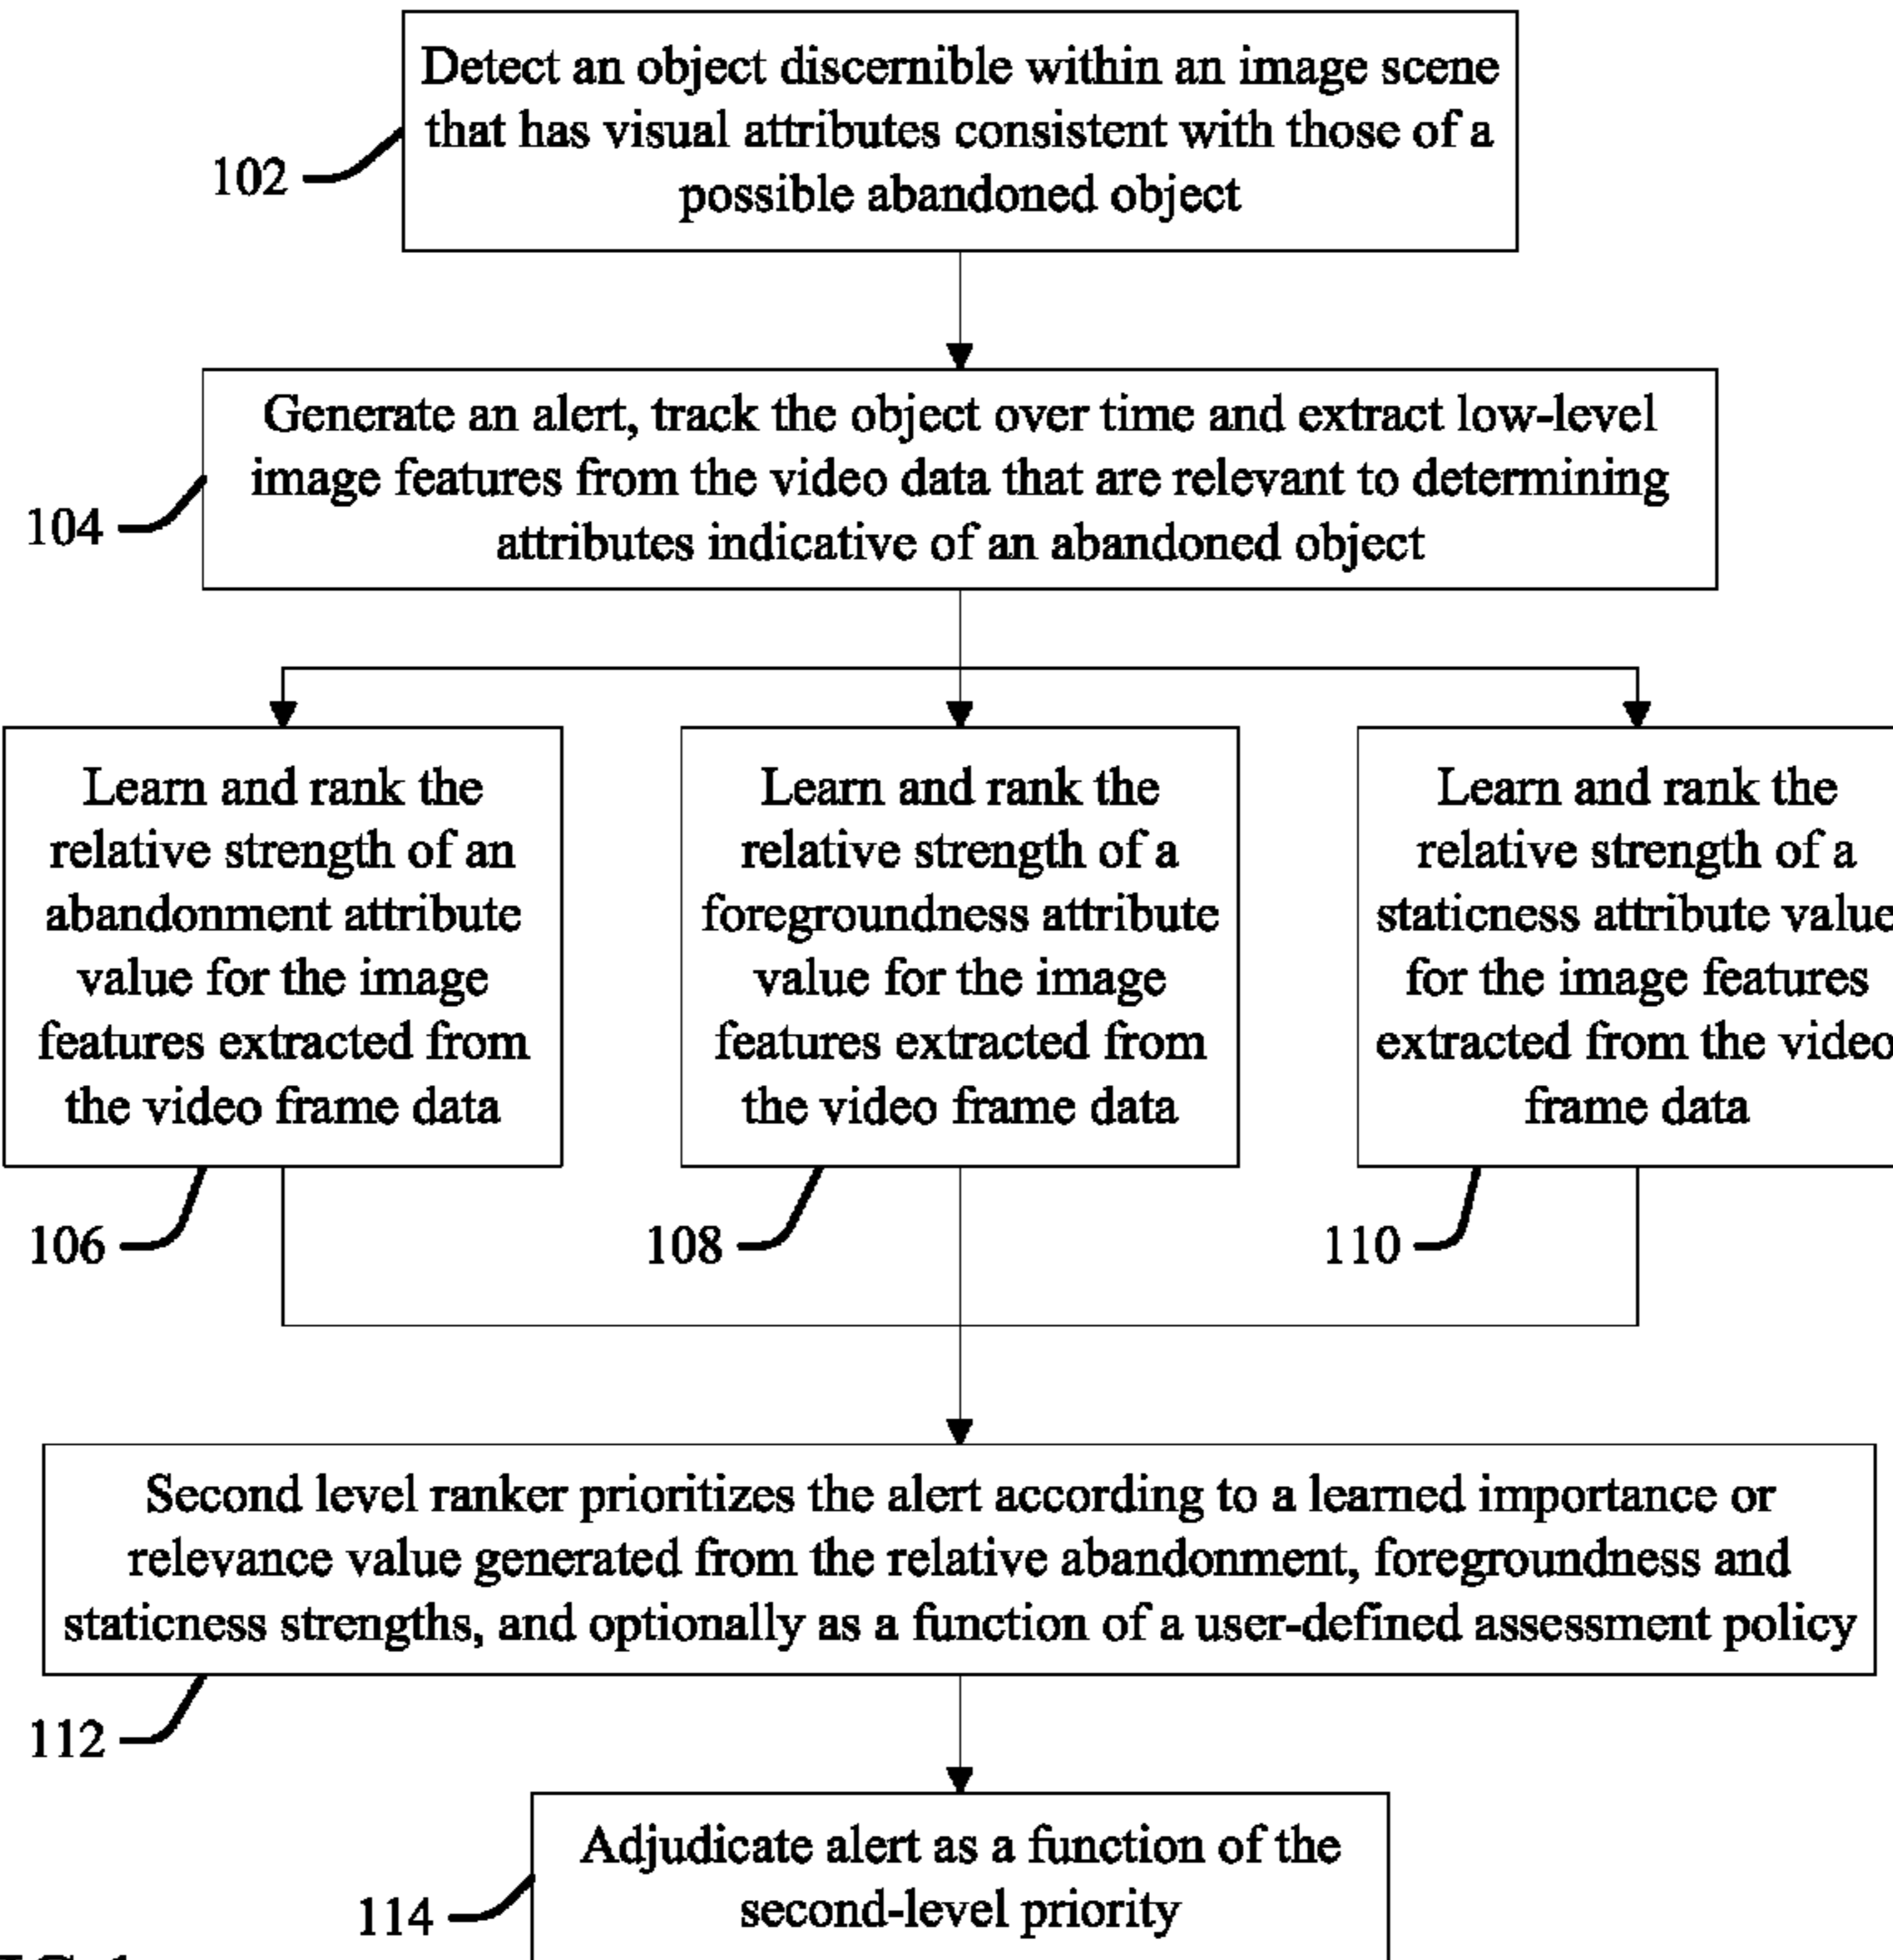 Detect an object discernible within an image scene
that has visual attributes consistent with those of a
possible abandoned object
102
Generate an alert, track the object over time and extract low-level
image features from the video data that are relevant to determining
attributes indicative of an abandoned object
104
Learn and rank the
relative strength of an
abandonment attribute
value for the image
features extracted from
the video frame data
106
Learn and rank the
relative strength of a
foregroundness attribute
value for the image
features extracted from
the video frame data
108
Learn and rank the
relative strength of a
staticness attribute value
for the image features
extracted from the video
frame data
110
Second level ranker prioritizes the alert according to a learned importance or
relevance value generated from the relative abandonment, foregroundness and
staticness strengths, and optionally as a function of a user-defined assessment policy
112
Adjudicate alert as a function of the
second-level priority
114